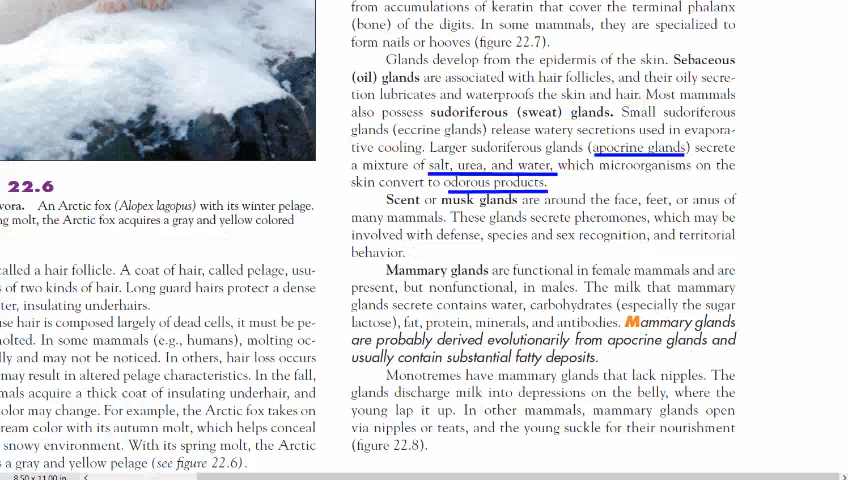 22.6
vora. An Arctic fox (Alopex lagopus) with its winter pelage.
ng molt, the Arctic fox acquires a gray and yellow colored
called a hair follicle. A coat of hair, called pelage, usu-
s of two kinds of hair. Long guard hairs protect a dense
ter, insulating underhairs.
use hair is composed largely of dead cells, it must be pe-
molted. In some mammals (e.g., humans), molting oc-
lly and may not be noticed. In others, hair loss occurs
may result in altered pelage characteristics. In the fall,
mals acquire a thick coat of insulating underhair, and
olor may change. For example, the Arctic fox takes on
ream color with its autumn molt, which helps conceal
snowy environment. With its spring molt, the Arctic
s a gray and yellow pelage (see figure 22.6).
from accumulations of keratin that cover the terminal phalanx
(bone) of the digits. In some mammals, they are specialized to
form nails or hooves (figure 22.7).
Glands develop from the epidermis of the skin. Sebaceous
(oil) glands are associated with hair follicles, and their oily secre-
tion lubricates and waterproofs the skin and hair. Most mammals
also possess sudoriferous (sweat) glands. Small sudoriferous
glands (eccrine glands) release watery secretions used in evapora-
tive cooling. Larger sudoriferous glands (apocrine glands) secrete
a mixture of salt, urea, and water, which microorganisms on the
skin convert to odorous products.
Scent or musk glands are around the face, feet, or anus of
many mammals. These glands secrete pheromones, which may be
involved with defense, species and sex recognition, and territorial
behavior.
Mammary glands are functional in female mammals and are
present, but nonfunctional, in males. The milk that mammary
glands secrete contains water, carbohydrates (especially the sugar
lactose), fat, protein, minerals, and antibodies. Mammary glands
are probably derived evolutionarily from apocrine glands and
usually contain substantial fatty deposits.
Monotremes have mammary glands that lack nipples. The
glands discharge milk into depressions on the belly, where the
young lap it up. In other mammals, mammary glands open
via nipples or teats, and the young suckle for their nourishment
(figure 22.8).
8.50 x 11.00 in